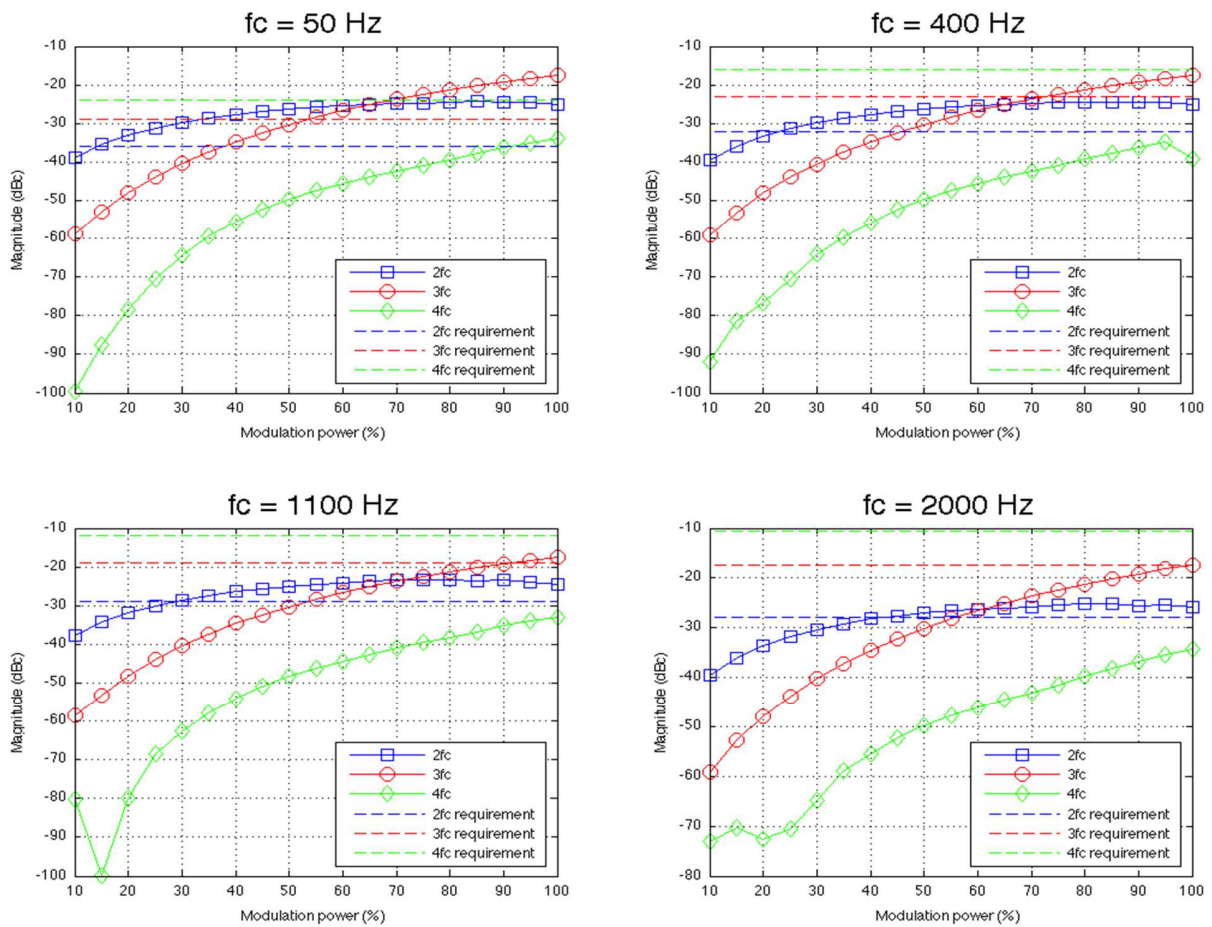 fc = 50 Hz
-10
-20
-30
-40
-50
-60
-70
-80
-90
-100
Magnitude (dBc)
2fc
3fc
4fc
2fc requirement
3fc requirement
4fc requirement
10 20 30 40 50 60 70 80 90 100
Modulation power (%)
fc = 400 Hz
-10
-20
-30
-40
-50
-60
-70
-80
-90
-100
Magnitude (dBc)
2fc
3fc
4fc
2fc requirement
3fc requirement
4fc requirement
10 20 30 40 50 60 70 80 90 100
Modulation power (%)
fc = 1100 Hz
-10
-20
-30
-40
-50
-60
-70
-80
-90
-100
Magnitude (dBc)
2fc
3fc
4fc
2fc requirement
3fc requirement
4fc requirement
10 20 30 40 50 60 70 80 90 100
Modulation power (%)
fc = 2000 Hz
-10
-20
-30
-40
-50
-60
-70
-80
Magnitude (dBc)
2fc
3fc
4fc
2fc requirement
3fc requirement
4fc requirement
10 20 30 40 50 60 70 80 90 100
Modulation power (%)